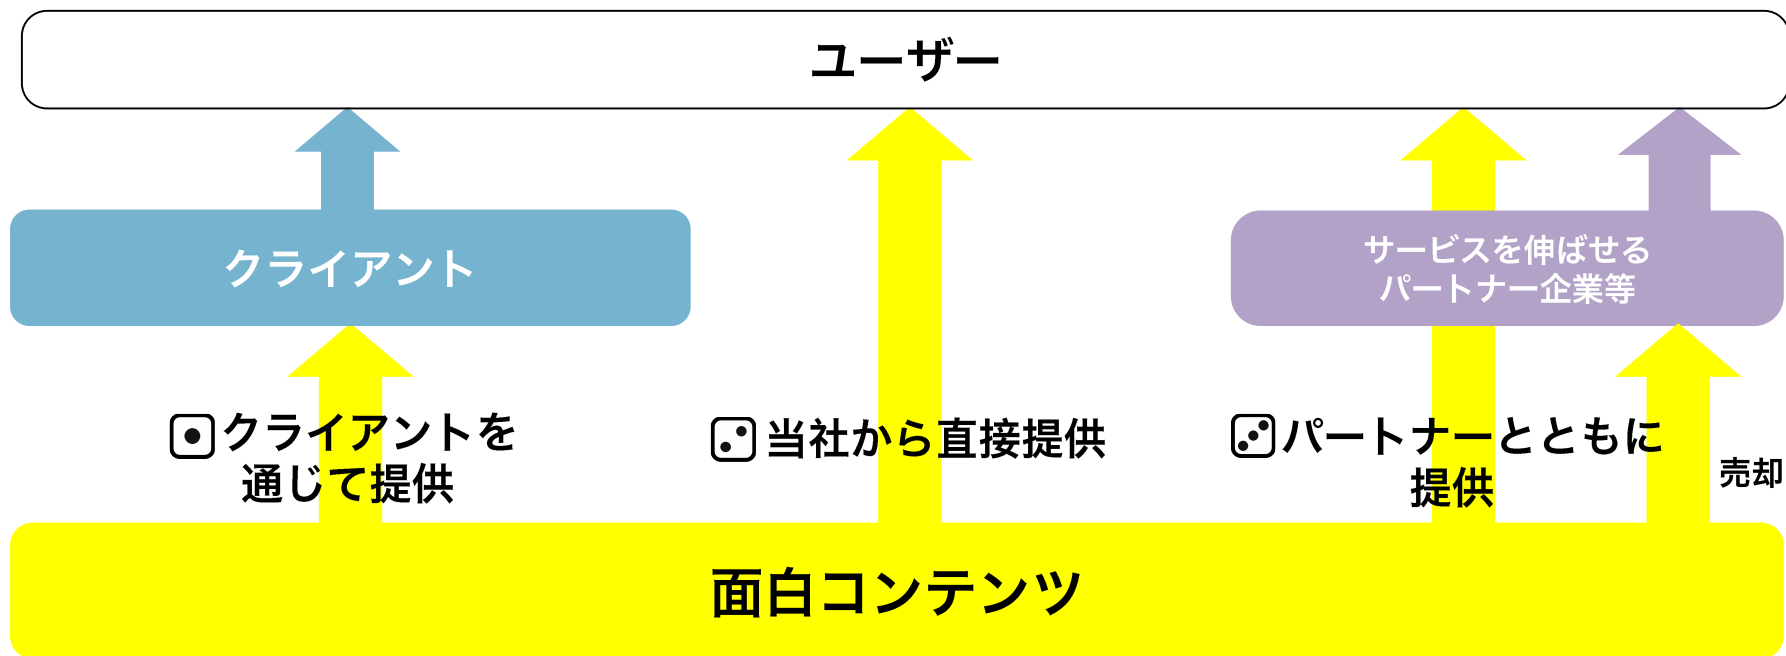 ユーザー
クライアント
サービスを伸ばせる
パートナー企業等
クライアントを
通じて提供
当社から直接提供
パートナーとともに
提供
売却
面白コンテンツ